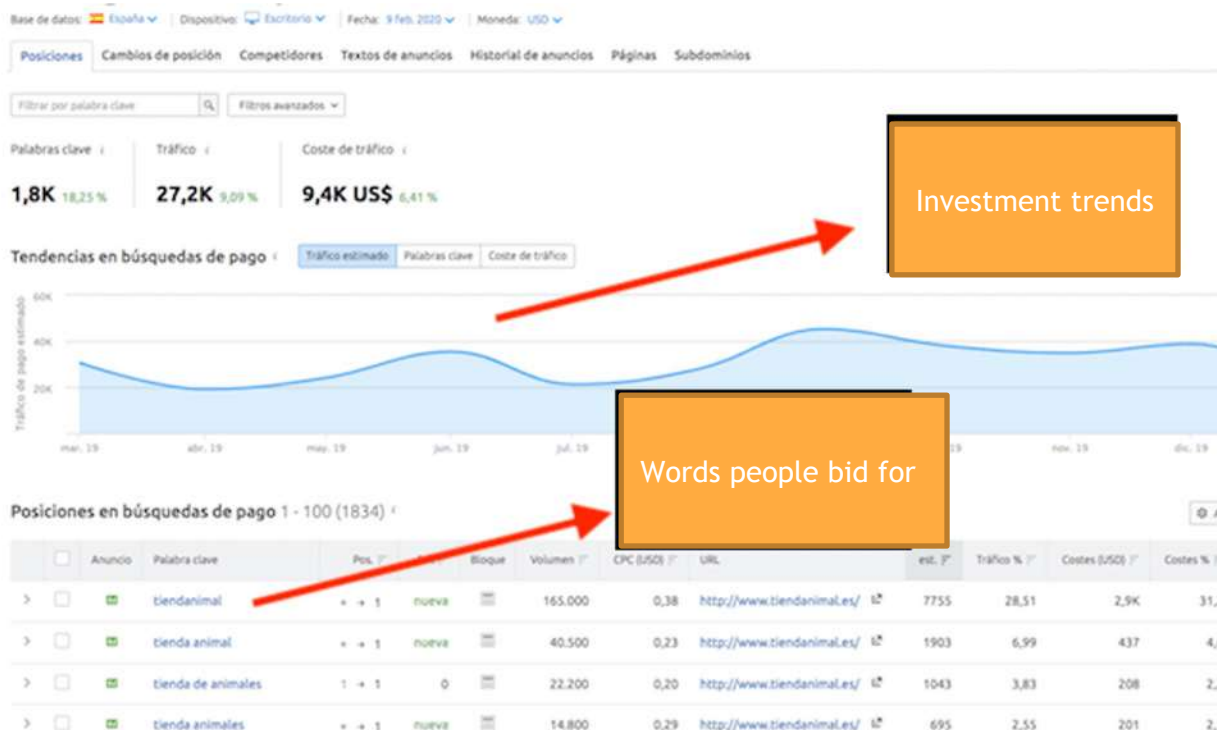 Base de datos: España Dispositivo: Escritorio Fecha: 9 feb. 2020 Moneda: USD
Posiciones Cambios de posición Competidores Textos de anuncios Historial de anuncios Páginas Subdominios
Filtrar por palabra clave Filtros avanzados
Palabras clave Tráfico Coste de tráfico
1,8K 18,25 % 27,2K 9,09 % 9,4K US$ 6,41 %
Investment trends
Tendencias en búsquedas de pago Tráfico estimado Palabras clave Coste de tráfico
Tráfico de pago estimado
60K
40K
20K
mar. 19 abr. 19 may. 19 jun. 19 jul. 19 19 nov. 19 dic. 19
Words people bid for
Posiciones en búsquedas de pago 1 - 100 (1834)
Anuncio Palabra clave Pos. Bloque Volumen CPC (USD) URL est. Tráfico % Costes (USD) Costes %
tiendanimal 1 nueva 165.000 0,38 http://www.tiendanimal.es/ 7755 28,51 2,9K 31,
tienda animal 1 nueva 40.500 0,23 http://www.tiendanimal.es/ 1903 6,99 437 4,
tienda de animales 1 → 1 0 22.200 0,20 http://www.tiendanimal.es/ 1043 3,83 208 2,
tienda animales 1 nueva 14.800 0,29 http://www.tiendanimal.es/ 695 2,55 201 2,